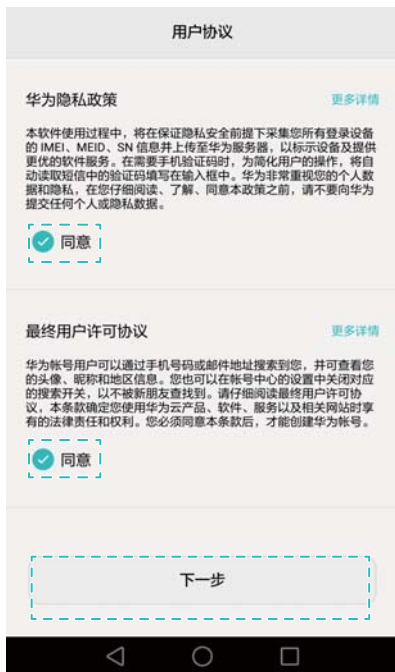 用户协议
华为隐私政策
更多详情
本软件使用过程中，将在保证隐私安全前提下采集您所有登录设备
的 IMEI、MEID、SN 信息并上传至华为服务器，以标示设备及提供
更优的软件服务。在需要手机验证码时，为简化用户的操作，将自
动读取短信中的验证码填写在输入框中。华为非常重视您的个人数
据和隐私，在您仔细阅读、了解、同意本政策之前，请不要向华为
提交任何个人或隐私数据。
同意
最终用户许可协议
更多详情
华为帐号用户可以通过手机号码或邮件地址搜索到您，并可查看您
的头像、昵称和地区信息。您也可以在帐号中心的设置中关闭对应
的搜索开关，以不被新朋友查找到。请仔细阅读最终用户许可协
议，本条款确定您使用华为云产品、软件、服务以及相关网站时享
有的法律责任和权利。您必须同意本条款后，才能创建华为帐号。
同意
下一步